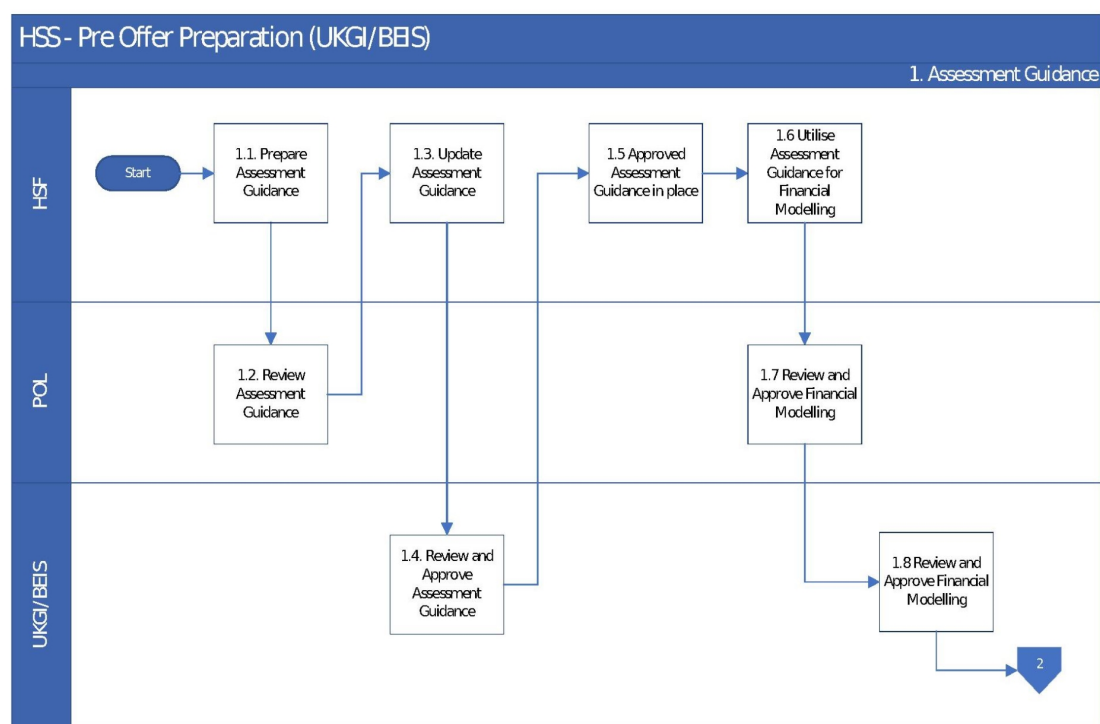 HSS - Pre Offer Preparation (UKGI/BEIS)
1. Assessment Guidance
HSF
Start
1.1. Prepare
Assessment
Guidance
1.3. Update
Assessment
Guidance
1.5 Approved
Assessment
Guidance in place
1.6 Utilise
Assessment
Guidance for
Financial
Modelling
POL
1.2. Review
Assessment
Guidance
1.7 Review and
Approve Financial
Modelling
UKGI/BEIS
1.4. Review and
Approve
Assessment
Guidance
1.8 Review and
Approve Financial
Modelling
2